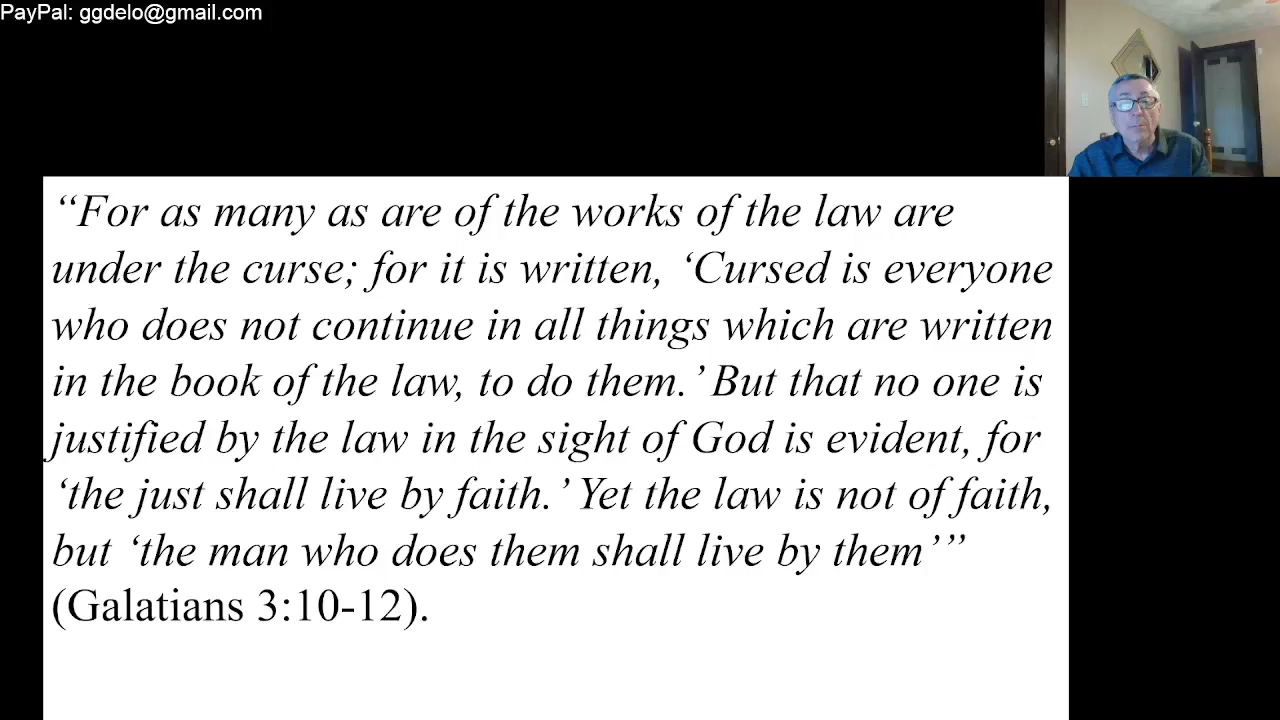 PayPal: ggdelo@gmail.com
“For as many as are of the works of the law are
under the curse; for it is written, ‘Cursed is everyone
who does not continue in all things which are written
in the book of the law, to do them.’ But that no one is
justified by the law in the sight of God is evident, for
‘the just shall live by faith.’ Yet the law is not of faith,
but ‘the man who does them shall live by them’”
(Galatians 3:10-12).